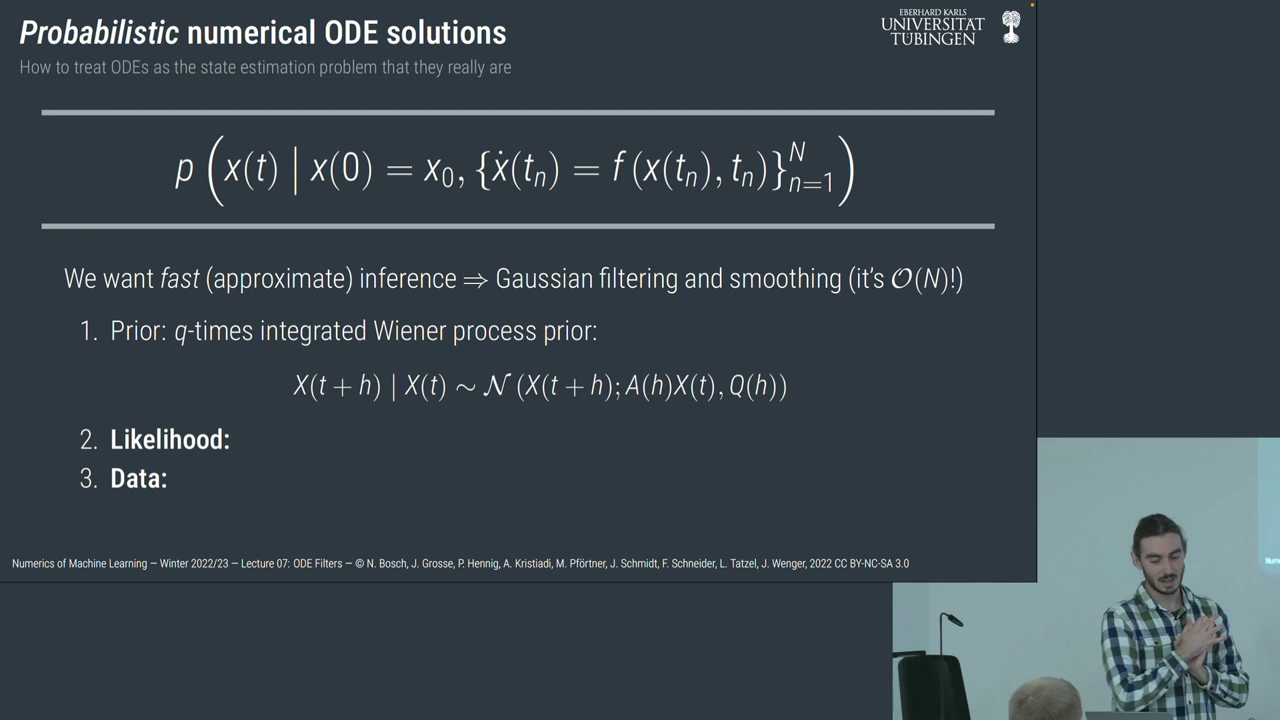 Probabilistic numerical ODE solutions
How to treat ODEs as the state estimation problem that they really are
EBERHARD KARLS
UNIVERSITÄT
TÜBINGEN
p(x(t) | x(0) = x₀, {ẋ(tₙ) = f(x(tₙ), tₙ)}ₙ₌₁ᴺ)
We want fast (approximate) inference ⇒ Gaussian filtering and smoothing (it's 𝒪(N)!)
1. Prior: q-times integrated Wiener process prior:
X(t + h) | X(t) ∼ 𝒩 (X(t + h); A(h)X(t), Q(h))
2. Likelihood:
3. Data:
Numerics of Machine Learning — Winter 2022/23 — Lecture 07: ODE Filters — © N. Bosch, J. Grosse, P. Hennig, A. Kristiadi, M. Pförtner, J. Schmidt, F. Schneider, L. Tatzel, J. Wenger, 2022 CC BY-NC-SA 3.0